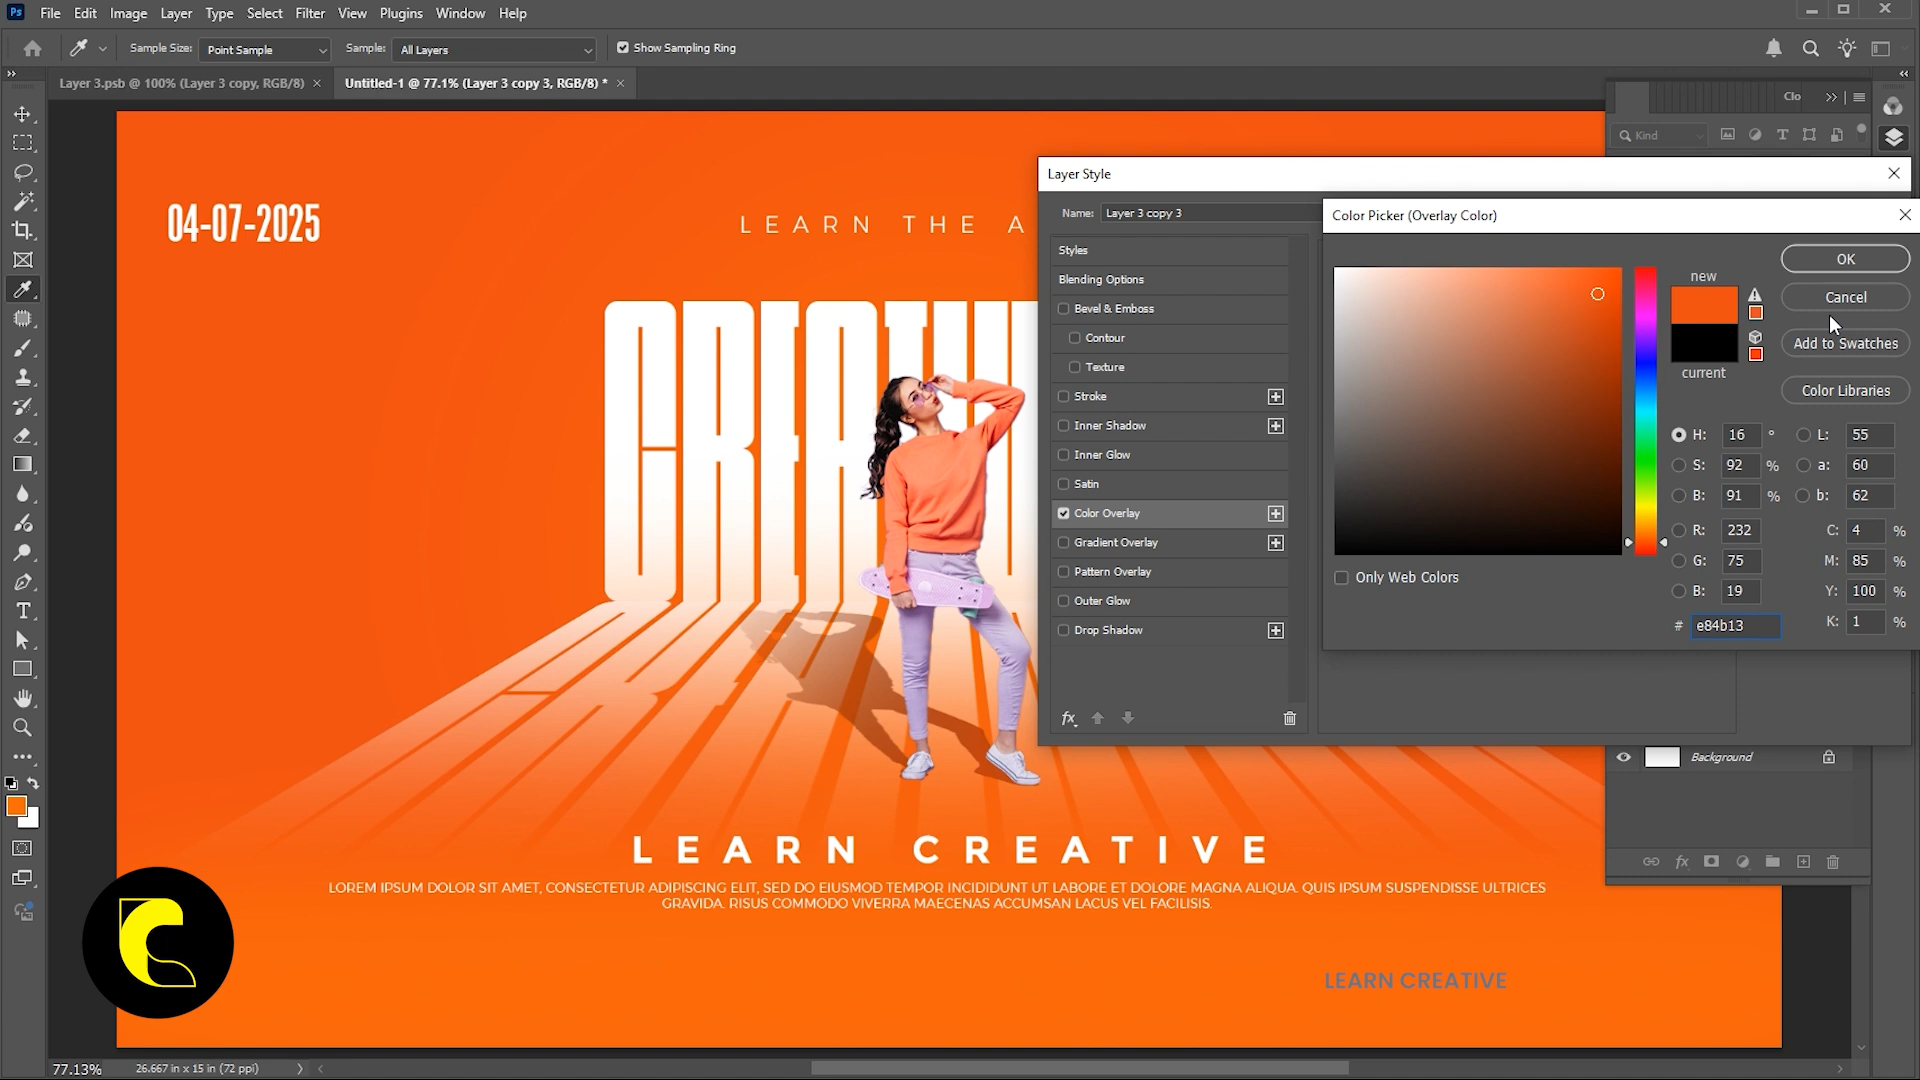 Ps File Edit Image Layer Type Select Filter View Plugins Window Help
Sample Size: Point Sample Sample: All Layers Show Sampling Ring
Layer 3.psb @ 100% (Layer 3 copy, RGB/8) × Untitled-1 @ 77.1% (Layer 3 copy 3, RGB/8) * ×
Clo
Kind
04-07-2025
LEARN THE A
CREATIV
LEARN CREATIVE
LOREM IPSUM DOLOR SIT AMET, CONSECTETUR ADIPISCING ELIT, SED DO EIUSMOD TEMPOR INCIDIDUNT UT LABORE ET DOLORE MAGNA ALIQUA. QUIS IPSUM SUSPENDISSE ULTRICES
GRAVIDA. RISUS COMMODO VIVERRA MAECENAS ACCUMSAN LACUS VEL FACILISIS.
LEARN CREATIVE
Layer Style
Name: Layer 3 copy 3
Styles
Blending Options
Bevel & Emboss
Contour
Texture
Stroke
Inner Shadow
Inner Glow
Satin
Color Overlay
Gradient Overlay
Pattern Overlay
Outer Glow
Drop Shadow
fx
Color Picker (Overlay Color)
new
current
OK
Cancel
Add to Swatches
Color Libraries
H: 16 ° L: 55
S: 92 % a: 60
B: 91 % b: 62
R: 232 C: 4 %
G: 75 M: 85 %
B: 19 Y: 100 %
# e84b13 K: 1 %
Only Web Colors
Background
fx
77.13% 26.667 in x 15 in (72 ppi)